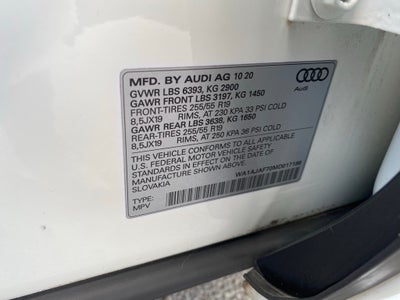 MFD. BY AUDI AG 10 20
GVWR LBS 6393, KG 2900
GAWR FRONT LBS 3197, KG 1450
FRONT-TIRES 255/55 R19
8,5JX19 RIMS, AT 230 KPA 33 PSI COLD
GAWR REAR LBS 3638, KG 1650
REAR-TIRES 255/55 R19
8,5JX19 RIMS, AT 250 KPA 36 PSI COLD
THIS VEHICLE CONFORMS TO ALL APPLICABLE
U.S. FEDERAL MOTOR VEHICLE SAFETY
STANDARDS IN EFFECT ON THE DATE OF
MANUFACTURE SHOWN ABOVE.
SLOVAKIA
TYPE:
MPV
Audi